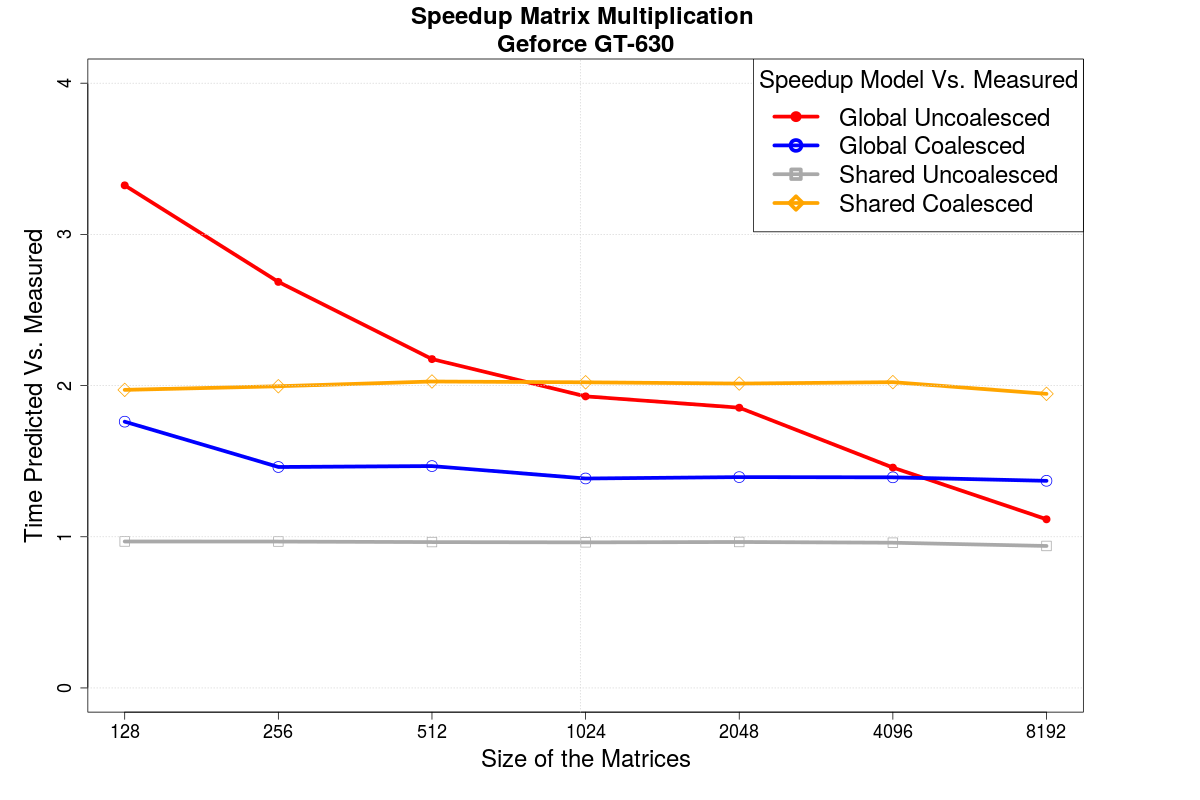 Speedup Matrix Multiplication
Geforce GT-630
Speedup Model Vs. Measured
Global Uncoalesced
Global Coalesced
Shared Uncoalesced
Shared Coalesced
Time Predicted Vs. Measured
4
3
2
1
0
128 256 512 1024 2048 4096 8192
Size of the Matrices